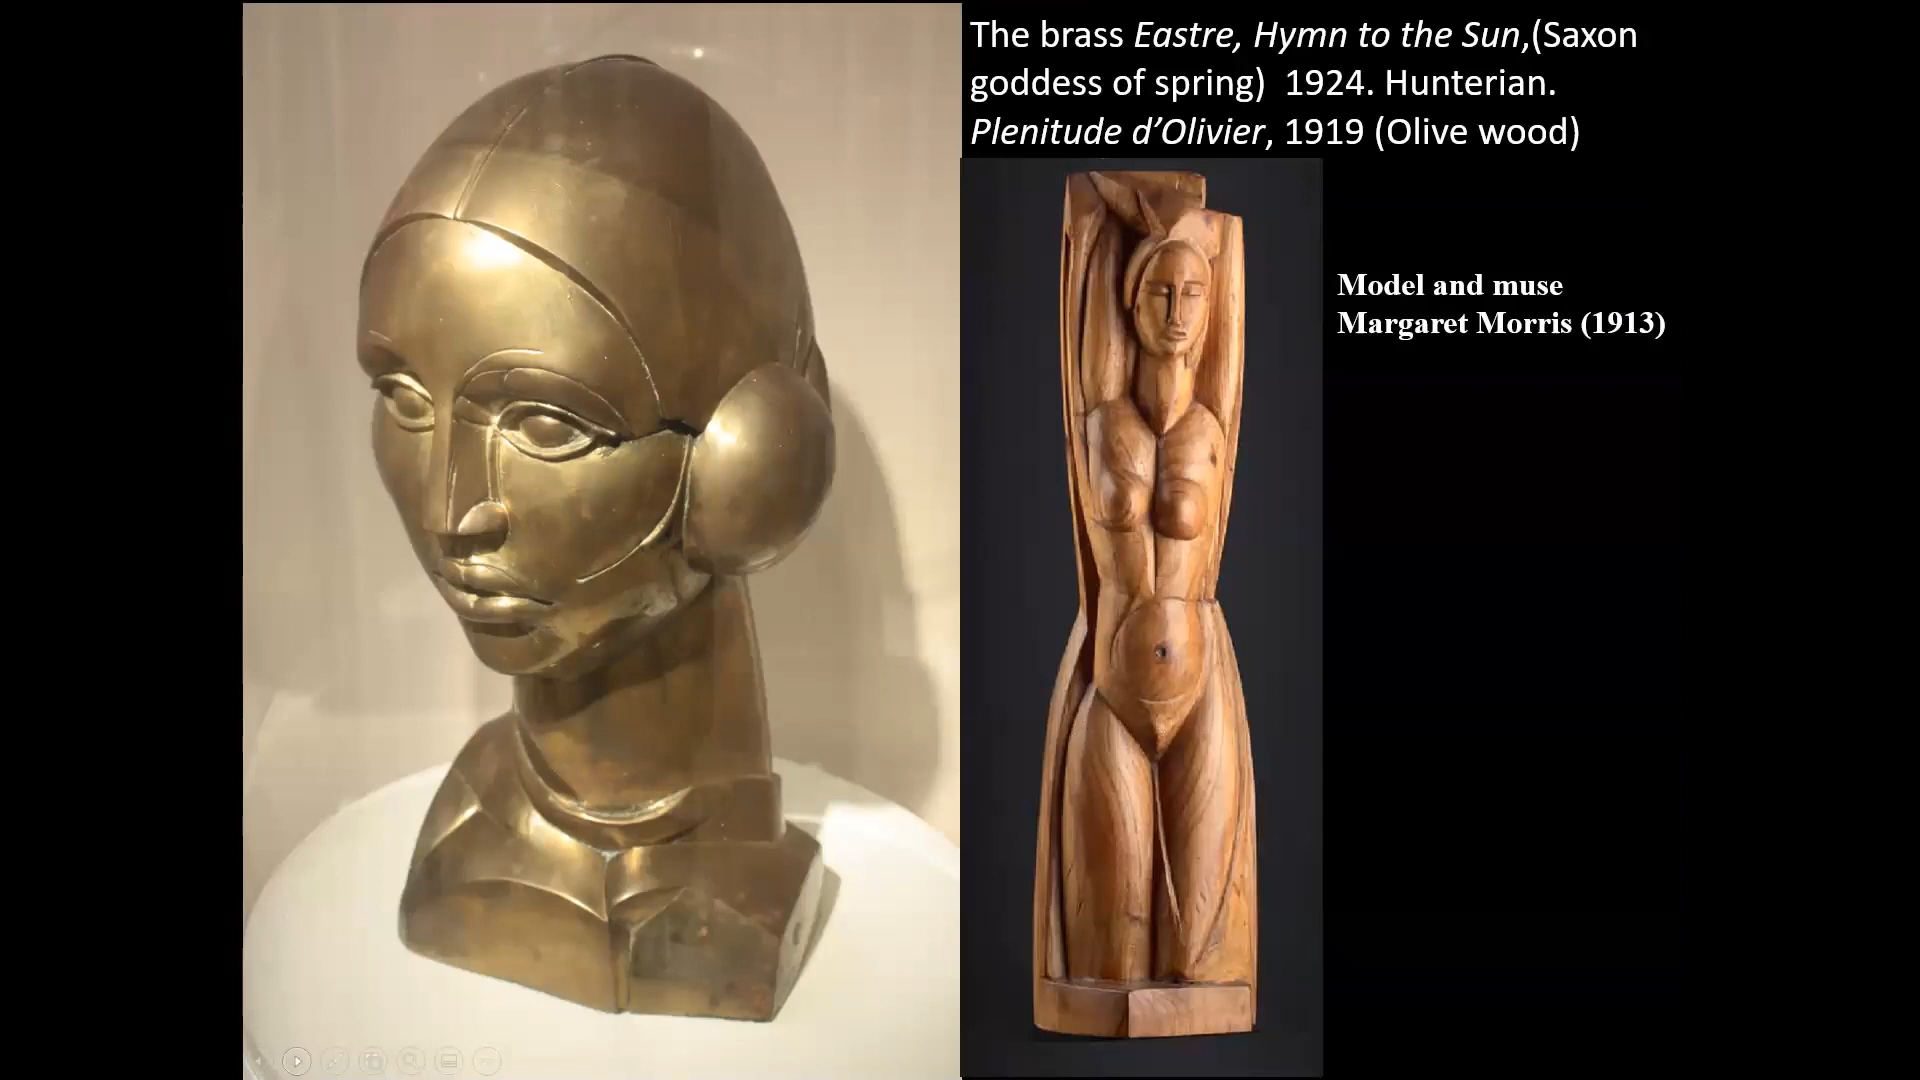 The brass Eastre, Hymn to the Sun,(Saxon
goddess of spring)  1924. Hunterian.
Plenitude d’Olivier, 1919 (Olive wood)
Model and muse
Margaret Morris (1913)